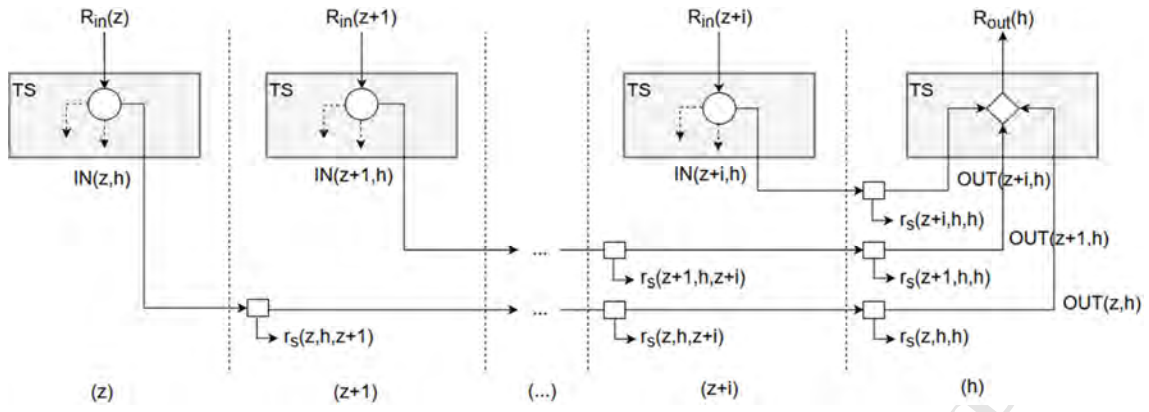 R_in(z) R_in(z+1) R_in(z+i) R_out(h)
TS TS TS TS
IN(z,h) IN(z+1,h) IN(z+i,h) OUT(z+i,h)
r_s(z+i,h,h)
OUT(z+1,h)
... r_s(z+1,h,z+i) r_s(z+1,h,h)
OUT(z,h)
...
r_s(z,h,z+1) r_s(z,h,z+i) r_s(z,h,h)
(z) (z+1) (...) (z+i) (h)